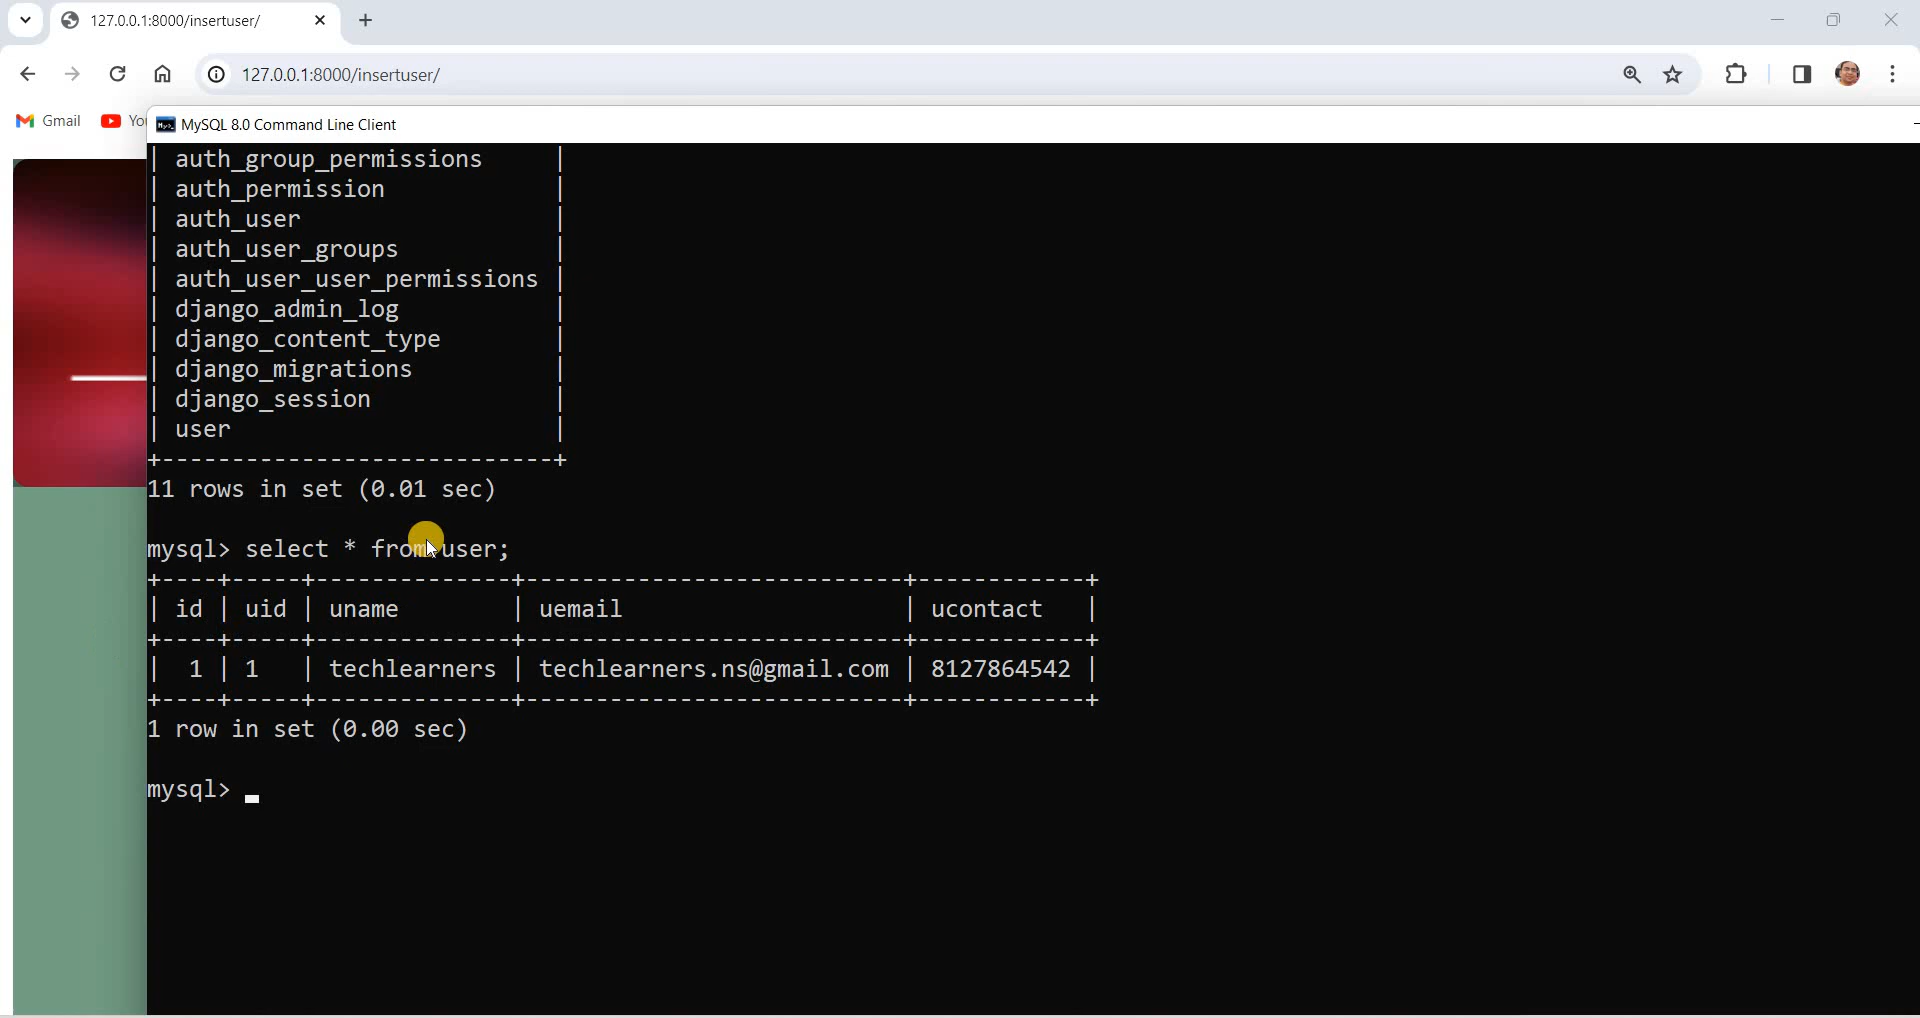 127.0.0.1:8000/insertuser/
127.0.0.1:8000/insertuser/
Gmail
MySQL 8.0 Command Line Client
| auth_group_permissions     |
| auth_permission            |
| auth_user                  |
| auth_user_groups           |
| auth_user_user_permissions |
| django_admin_log           |
| django_content_type        |
| django_migrations          |
| django_session             |
| user                       |
+----------------------------+
11 rows in set (0.01 sec)
mysql> select * from user;
+----+-----+--------------+---------------------------+------------+
| id | uid | uname        | uemail                    | ucontact   |
+----+-----+--------------+---------------------------+------------+
|  1 | 1   | techlearners | techlearners.ns@gmail.com | 8127864542 |
+----+-----+--------------+---------------------------+------------+
1 row in set (0.00 sec)
mysql>